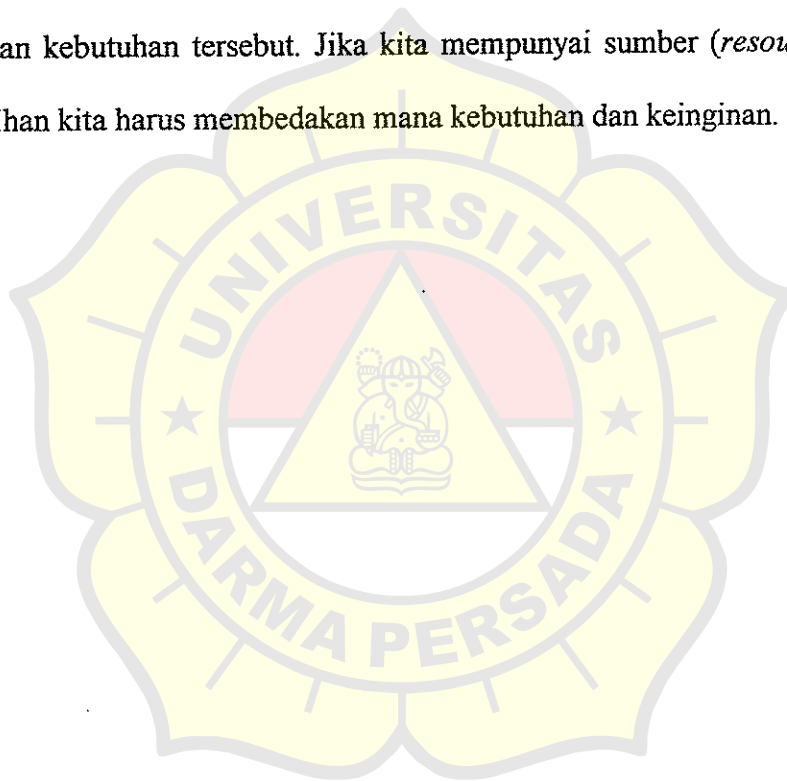 an kebutuhan tersebut. Jika kita mempunyai sumber (resou
han kita harus membedakan mana kebutuhan dan keinginan.
UNIVERSITAS
DARMA PERSADA